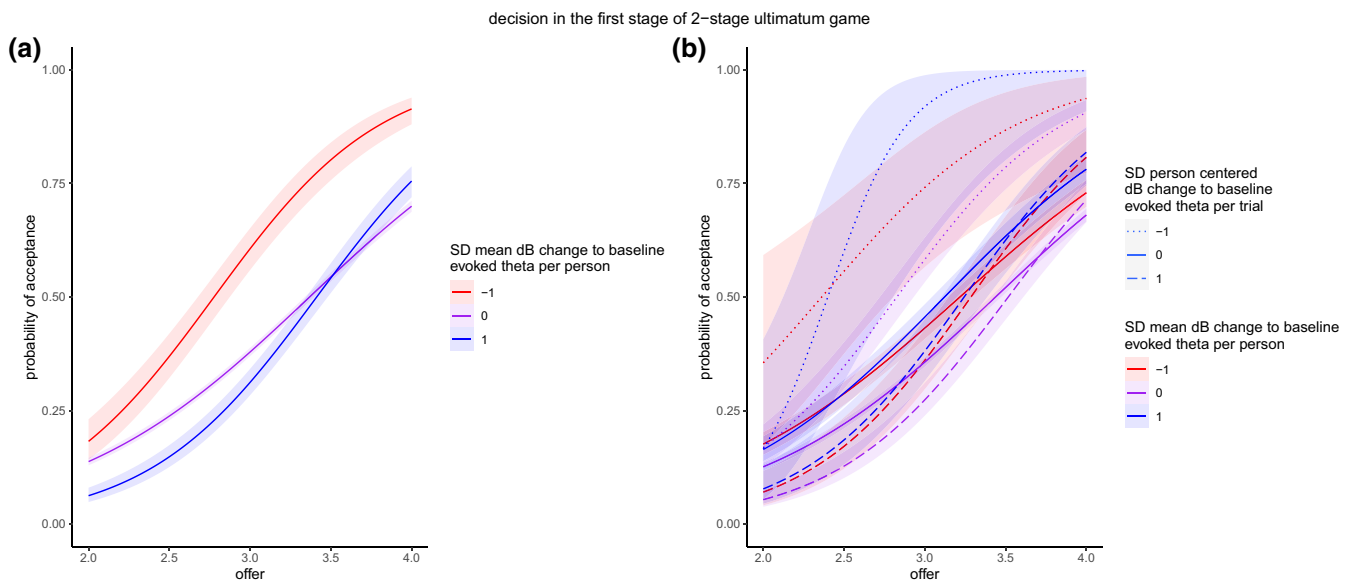 decision in the first stage of 2−stage ultimatum game
(a)
probability of acceptance
1.00
0.75
0.50
0.25
0.00
2.0
2.5
3.0
3.5
4.0
offer
SD mean dB change to baseline
evoked theta per person
−1
0
1
(b)
probability of acceptance
1.00
0.75
0.50
0.25
0.00
2.0
2.5
3.0
3.5
4.0
offer
SD person centered
dB change to baseline
evoked theta per trial
−1
0
1
SD mean dB change to baseline
evoked theta per person
−1
0
1